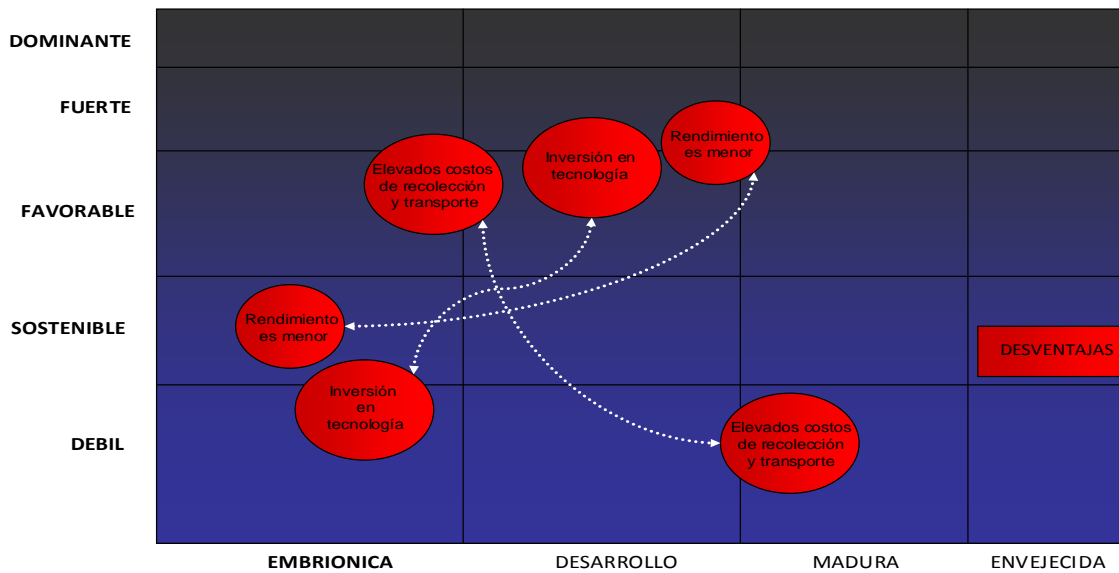 DOMINANTE
FUERTE
Rendimiento
es menor
Inversión en
tecnología
Elevados costos
de recolección
y transporte
FAVORABLE
Rendimiento
es menor
SOSTENIBLE
DESVENTAJAS
Inversión
en
tecnología
Elevados costos
de recolección
y transporte
DEBIL
EMBRIONICA
DESARROLLO
MADURA
ENVEJECIDA